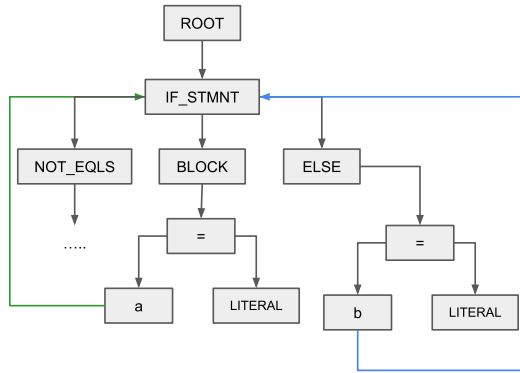 ROOT
IF_STMNT
NOT_EQLS
BLOCK
ELSE
.....
=
=
a
LITERAL
b
LITERAL